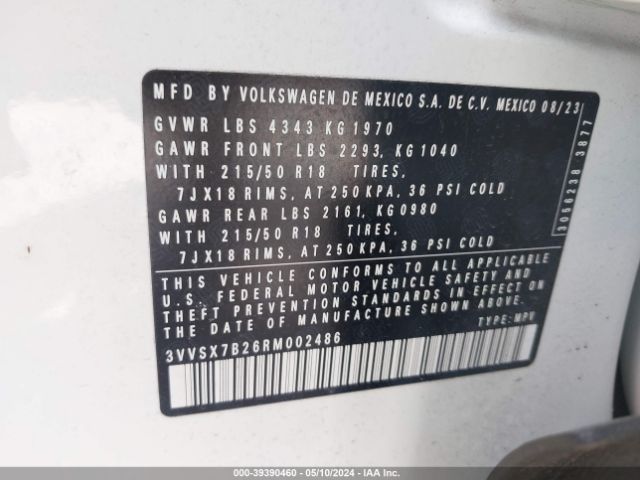 MFD BY VOLKSWAGEN DE MEXICO S.A. DE C.V. MEXICO 08/23
GVWR LBS 4343 KG 1970
GAWR FRONT LBS 2293, KG 1040
WITH 215/50 R18 TIRES,
7JX18 RIMS, AT 250 KPA, 36 PSI COLD
GAWR REAR LBS 2161, KG 0980
WITH 215/50 R18 TIRES,
7JX18 RIMS, AT 250 KPA, 36 PSI COLD
THIS VEHICLE CONFORMS TO ALL APPLICABLE
U.S. FEDERAL MOTOR VEHICLE SAFETY AND
THEFT PREVENTION STANDARDS IN EFFECT ON
THE DATE OF MANUFACTURE SHOWN ABOVE.
3VVSX7B26RM002486 TYPE: MPV
3056238 3877
000-39390460 - 05/10/2024 - IAA Inc.